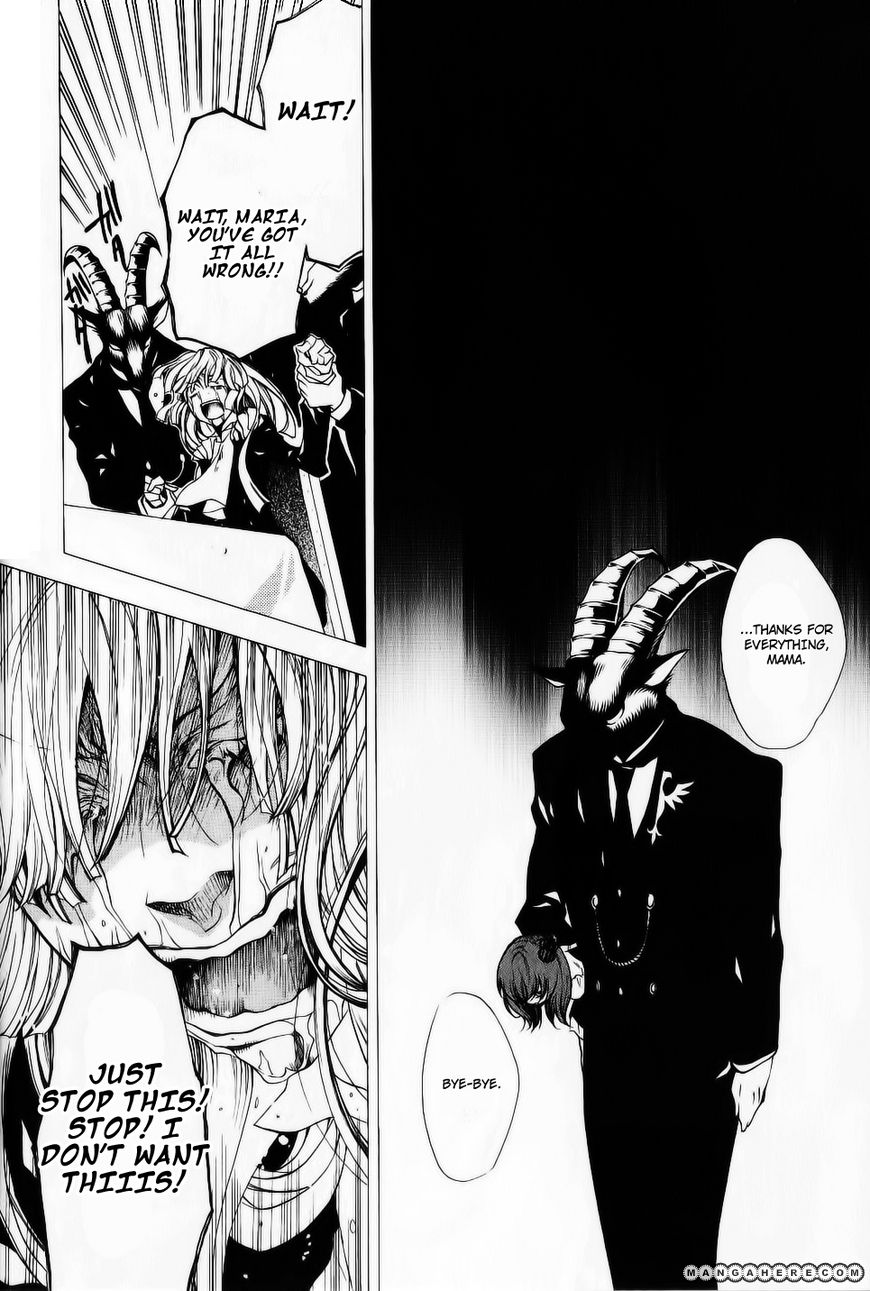 ...THANKS FOR
EVERYTHING,
MAMA.
BYE-BYE.
WAIT!
WAIT, MARIA,
YOU'VE GOT
IT ALL
WRONG!!
JUST
STOP THIS!
STOP! I
DON'T WANT
THIIIS!
MANGAHERE.COM